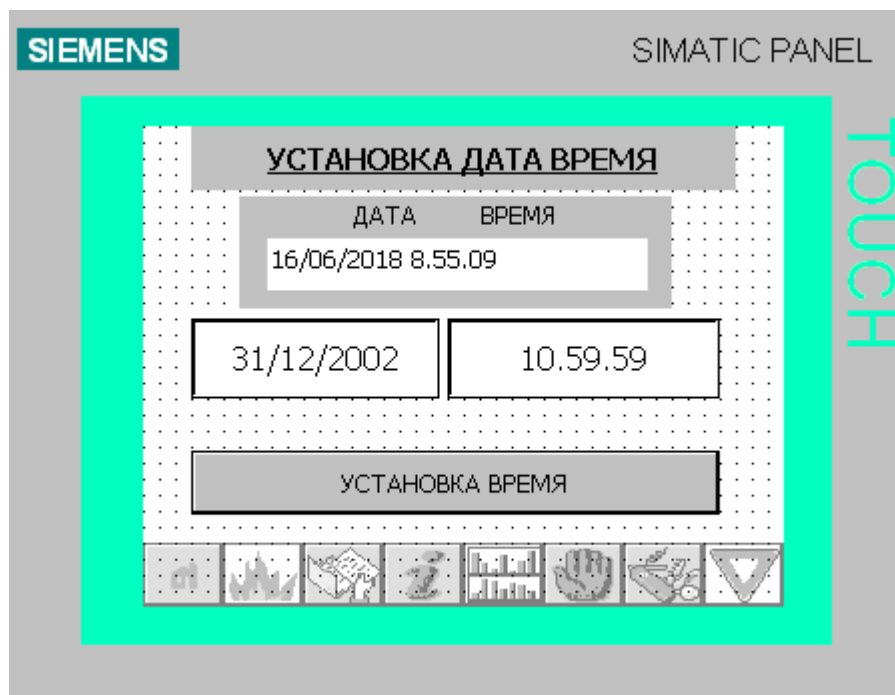 SIEMENS
SIMATIC PANEL
TOUCH
УСТАНОВКА ДАТА ВРЕМЯ
ДАТА ВРЕМЯ
16/06/2018 8.55.09
31/12/2002 10.59.59
УСТАНОВКА ВРЕМЯ